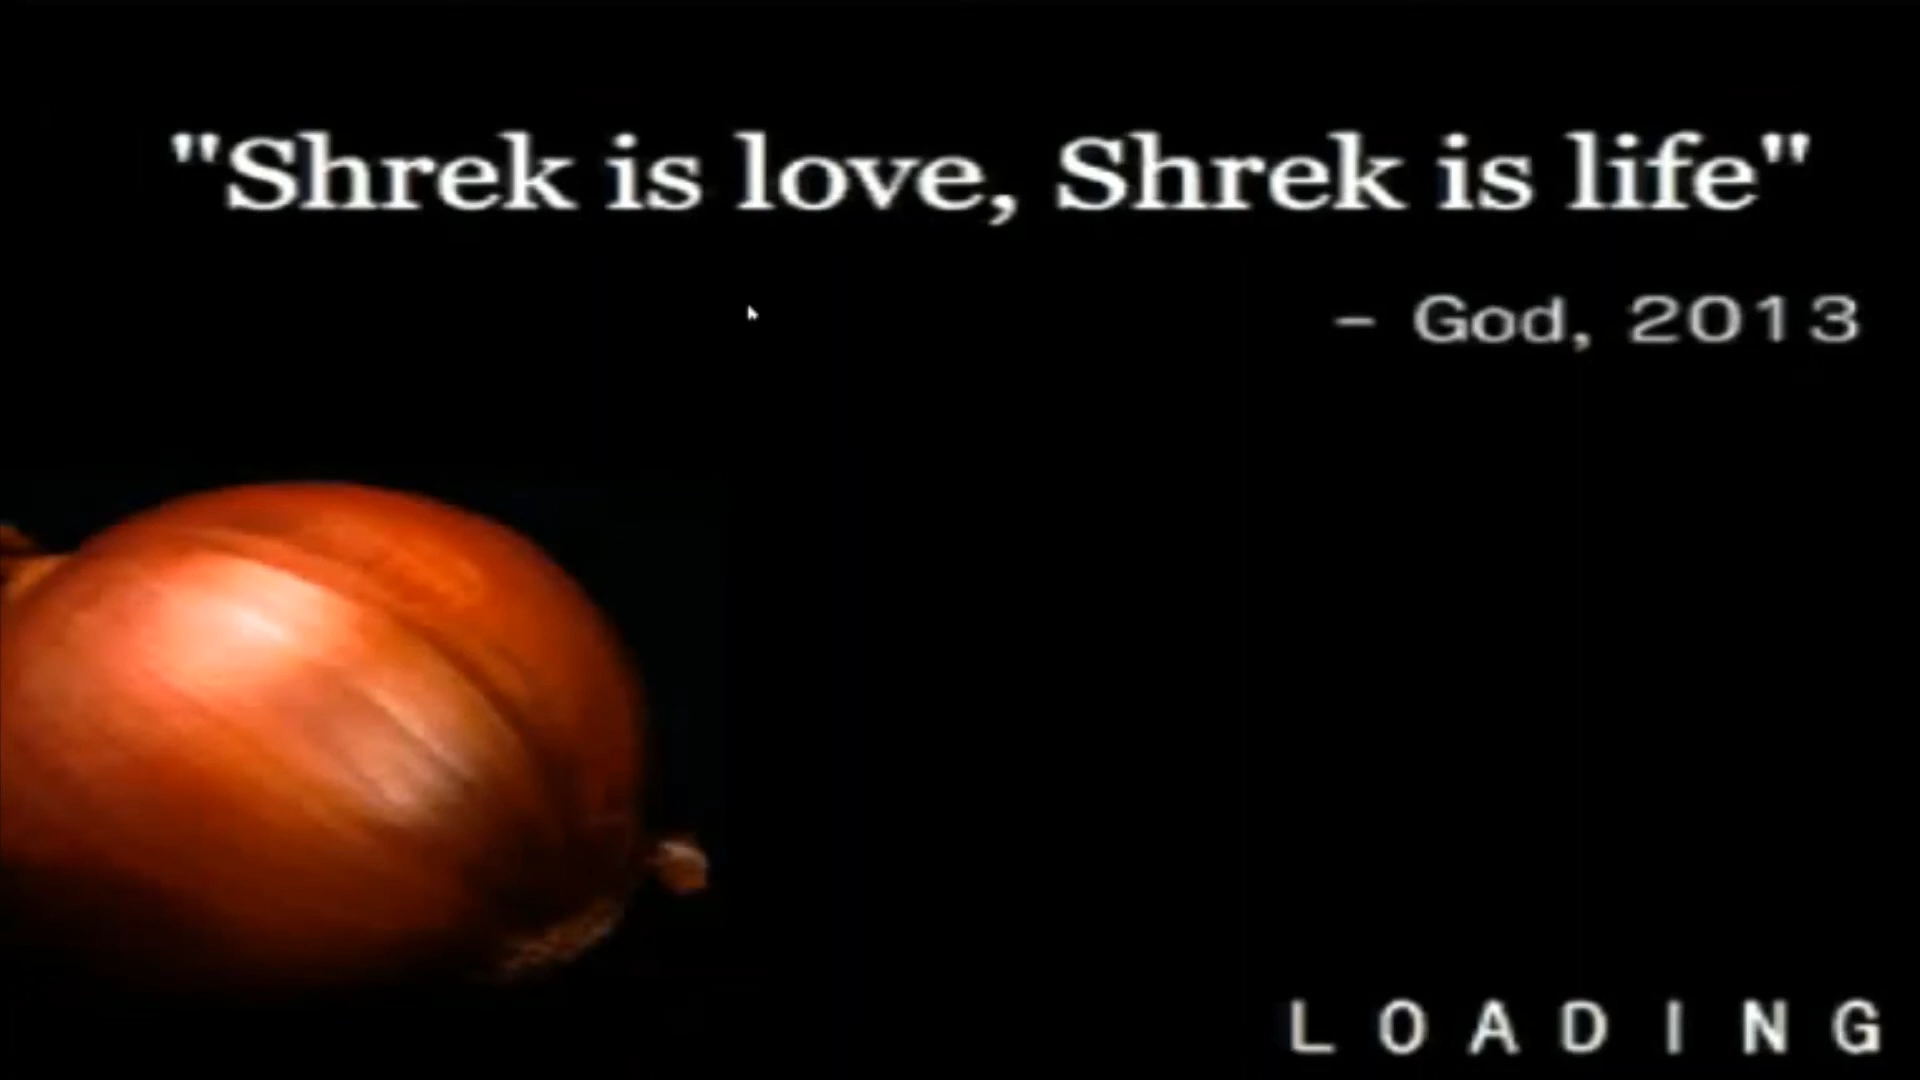 "Shrek is love, Shrek is life"
- God, 2013
LOADING